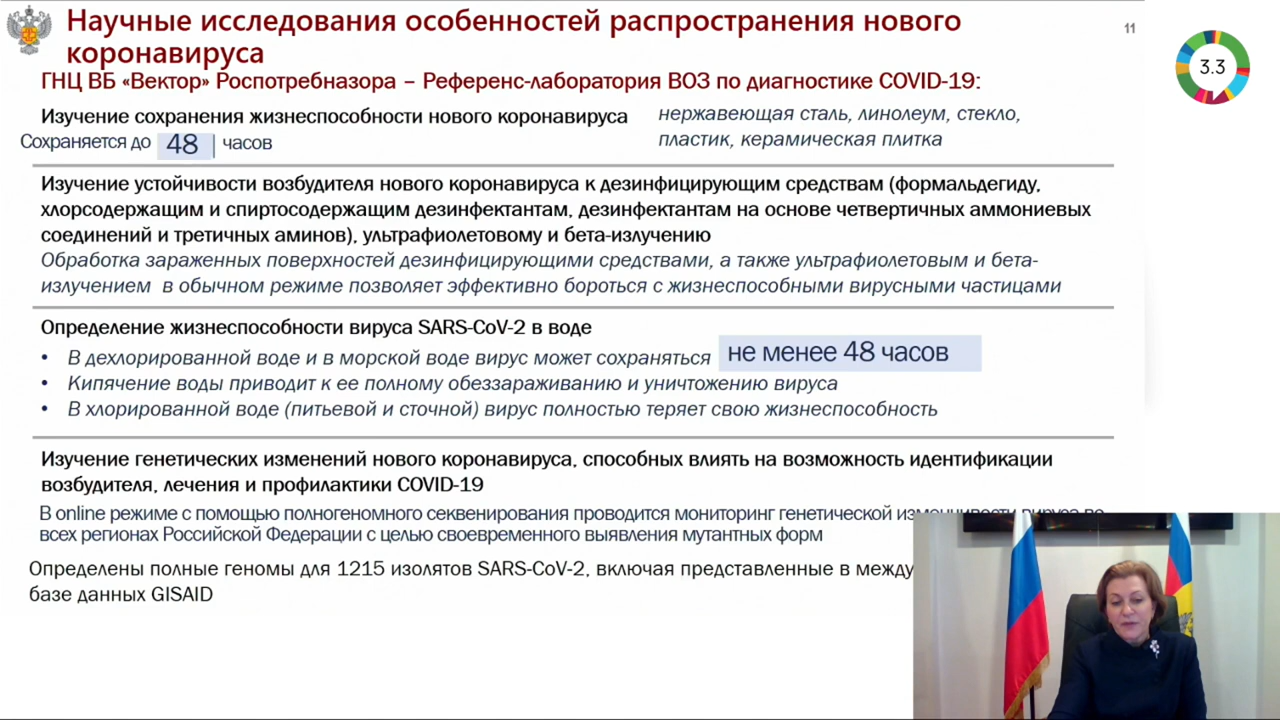 Научные исследования особенностей распространения нового
коронавируса
11
3.3
ГНЦ ВБ «Вектор» Роспотребназора – Референс-лаборатория ВОЗ по диагностике COVID-19:
Изучение сохранения жизнеспособности нового коронавируса
Сохраняется до 48 часов
нержавеющая сталь, линолеум, стекло,
пластик, керамическая плитка
Изучение устойчивости возбудителя нового коронавируса к дезинфицирующим средствам (формальдегиду,
хлорсодержащим и спиртосодержащим дезинфектантам, дезинфектантам на основе четвертичных аммониевых
соединений и третичных аминов), ультрафиолетовому и бета-излучению
Обработка зараженных поверхностей дезинфицирующими средствами, а также ультрафиолетовым и бета-
излучением в обычном режиме позволяет эффективно бороться с жизнеспособными вирусными частицами
Определение жизнеспособности вируса SARS-CoV-2 в воде
• В дехлорированной воде и в морской воде вирус может сохраняться не менее 48 часов
• Кипячение воды приводит к ее полному обеззараживанию и уничтожению вируса
• В хлорированной воде (питьевой и сточной) вирус полностью теряет свою жизнеспособность
Изучение генетических изменений нового коронавируса, способных влиять на возможность идентификации
возбудителя, лечения и профилактики COVID-19
В online режиме с помощью полногеномного секвенирования проводится мониторинг генетической изменчивости вируса во
всех регионах Российской Федерации с целью своевременного выявления мутантных форм
Определены полные геномы для 1215 изолятов SARS-CoV-2, включая представленные в между
базе данных GISAID